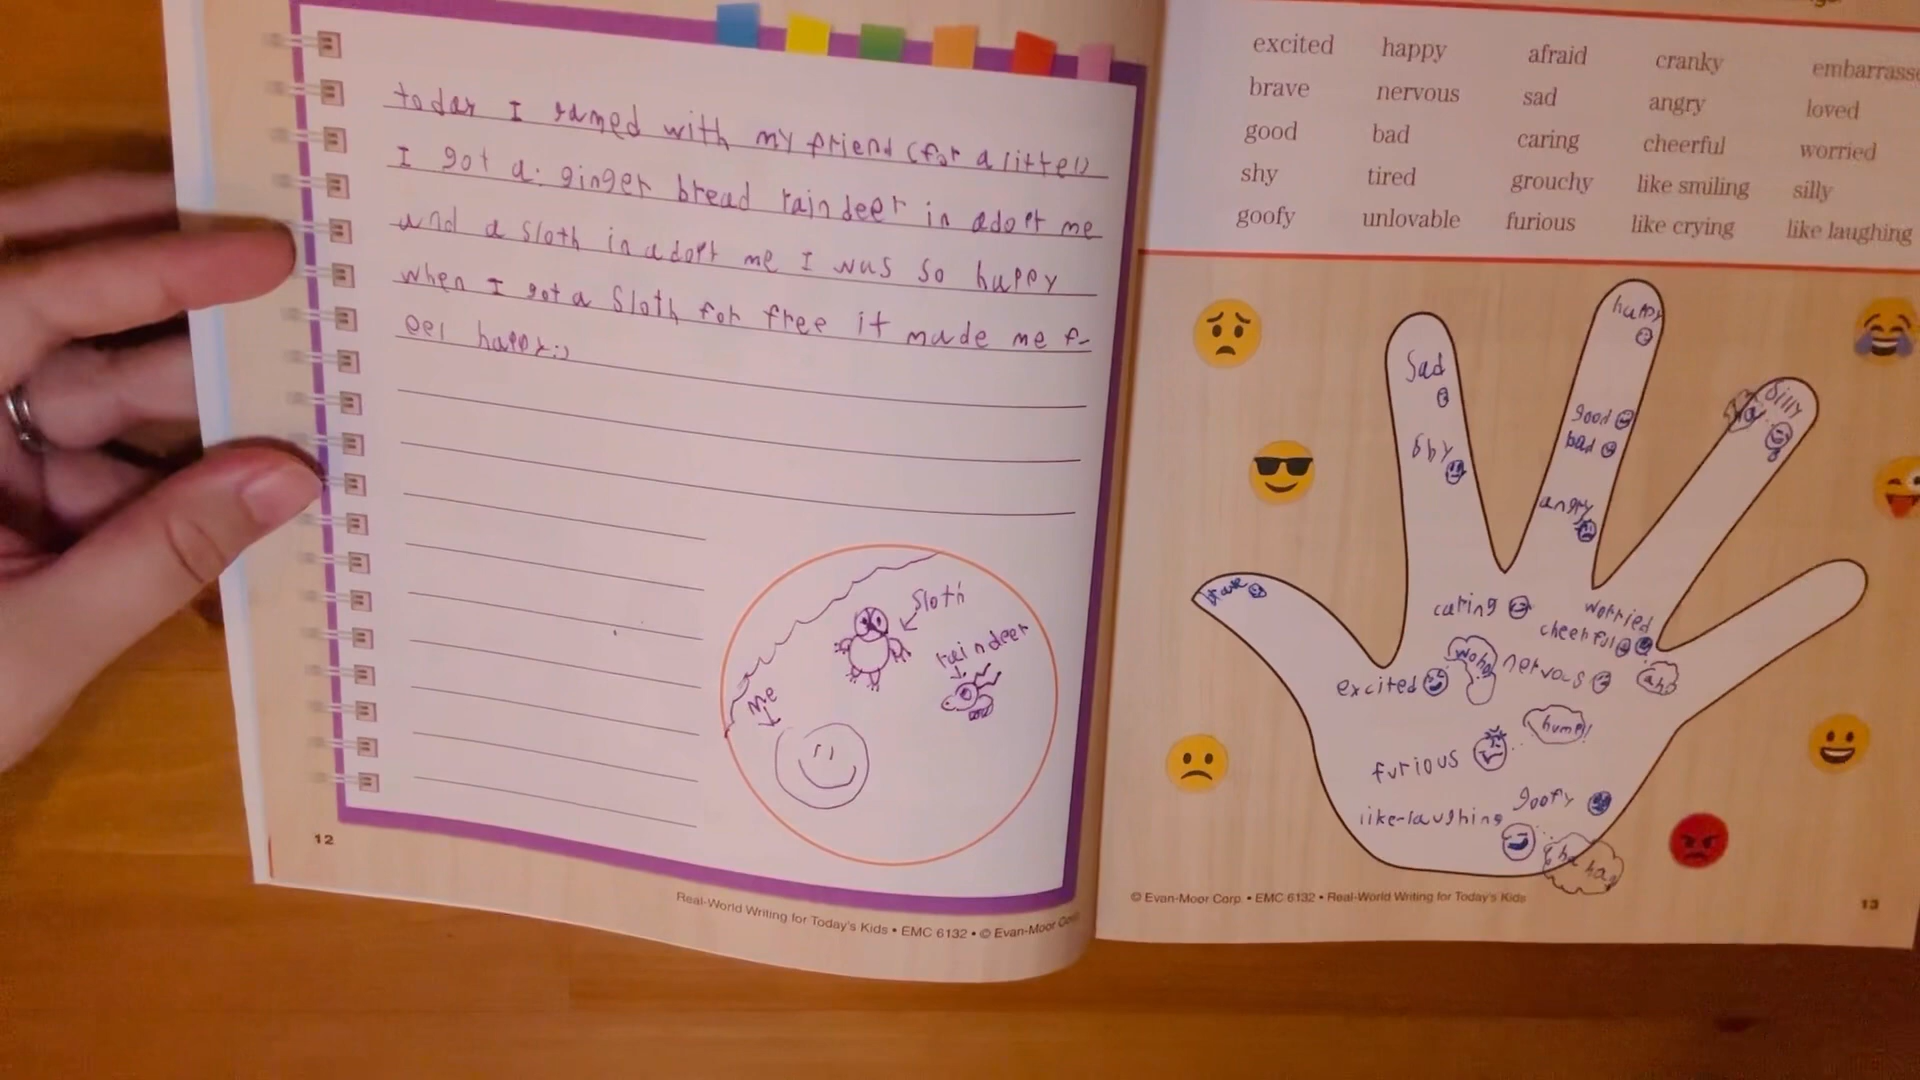 today I gamed with my friend (for a littel)
I got a ginger bread raindeer in adopt me
and a sloth in adopt me I was so happy
when I got a sloth for free it made me f-
eel happy:)
sloth
raindeer
me
12
Real-World Writing for Today's Kids • EMC 6132 • © Evan-Moor Corp.
excited happy afraid cranky embarrasse
brave nervous sad angry loved
good bad caring cheerful worried
shy tired grouchy like smiling silly
goofy unlovable furious like crying like laughing
happy
sad
silly
good
bad
shy
angry
brave
caring
worried
cheerful
excited
nervous
furious
goofy
like-laughing
ha ha
© Evan-Moor Corp. • EMC 6132 • Real-World Writing for Today's Kids
13